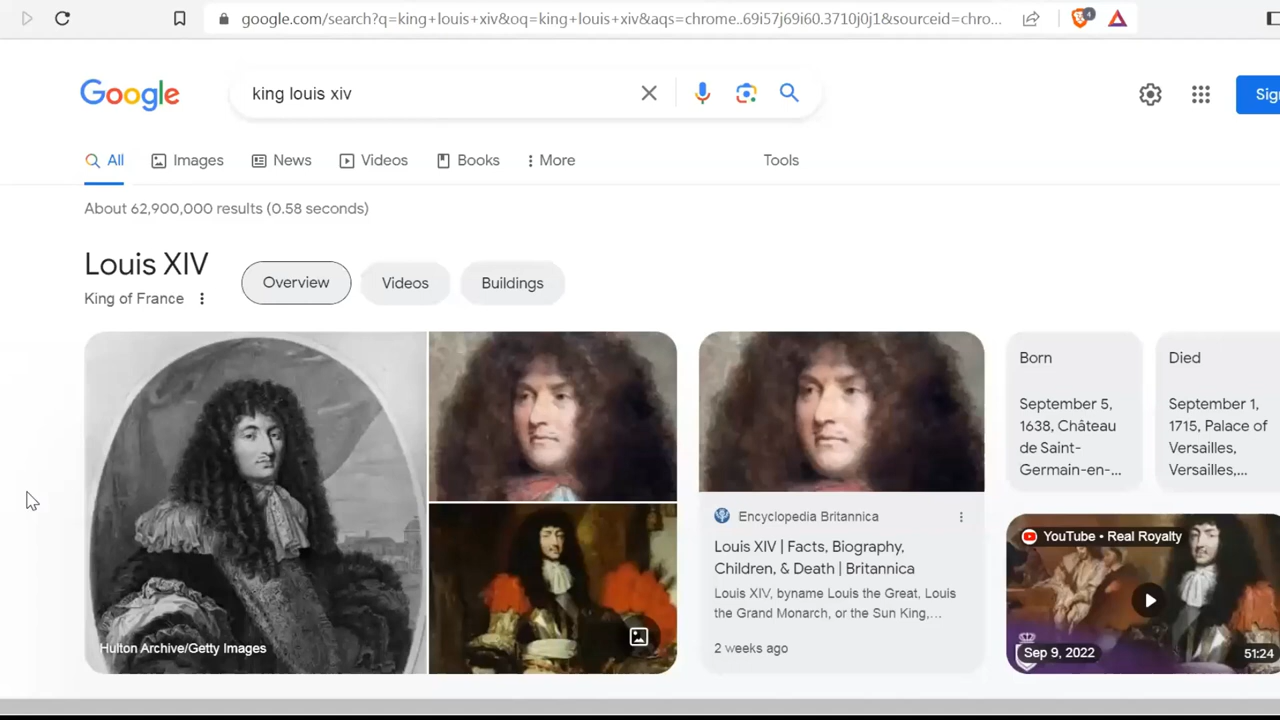 google.com/search?q=king+louis+xiv&oq=king+louis+xiv&aqs=chrome..69i57j69i60.3710j0j1&sourceid=chro...
4
Google
king louis xiv
Sign
All
Images
News
Videos
Books
More
Tools
About 62,900,000 results (0.58 seconds)
Louis XIV
King of France
Overview
Videos
Buildings
Hulton Archive/Getty Images
Encyclopedia Britannica
Louis XIV | Facts, Biography,
Children, & Death | Britannica
Louis XIV, byname Louis the Great, Louis
the Grand Monarch, or the Sun King,...
2 weeks ago
Born
September 5,
1638, Château
de Saint-
Germain-en-...
Died
September 1,
1715, Palace of
Versailles,
Versailles,...
YouTube • Real Royalty
Sep 9, 2022
51:24